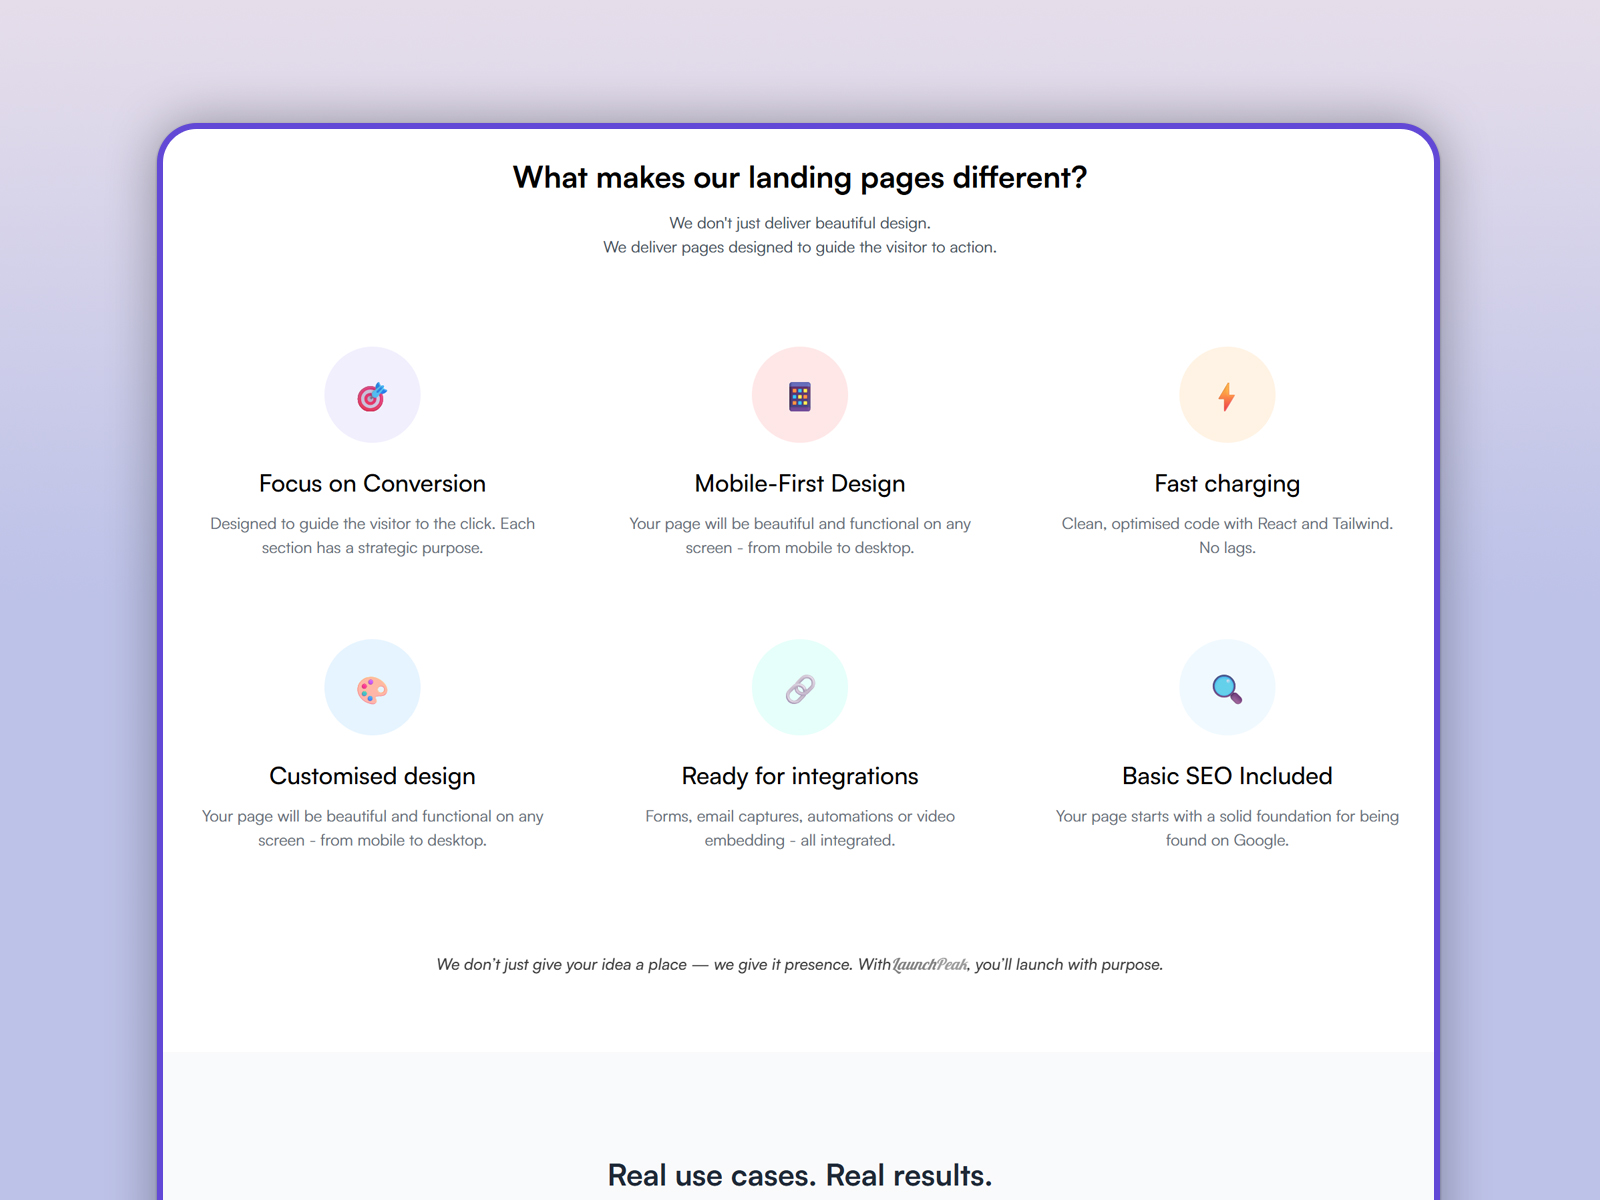 What makes our landing pages different?
We don't just deliver beautiful design.
We deliver pages designed to guide the visitor to action.
Focus on Conversion
Designed to guide the visitor to the click. Each
section has a strategic purpose.
Mobile-First Design
Your page will be beautiful and functional on any
screen - from mobile to desktop.
Fast charging
Clean, optimised code with React and Tailwind.
No lags.
Customised design
Your page will be beautiful and functional on any
screen - from mobile to desktop.
Ready for integrations
Forms, email captures, automations or video
embedding - all integrated.
Basic SEO Included
Your page starts with a solid foundation for being
found on Google.
We don’t just give your idea a place — we give it presence. WithLaunchPeak, you’ll launch with purpose.
Real use cases. Real results.